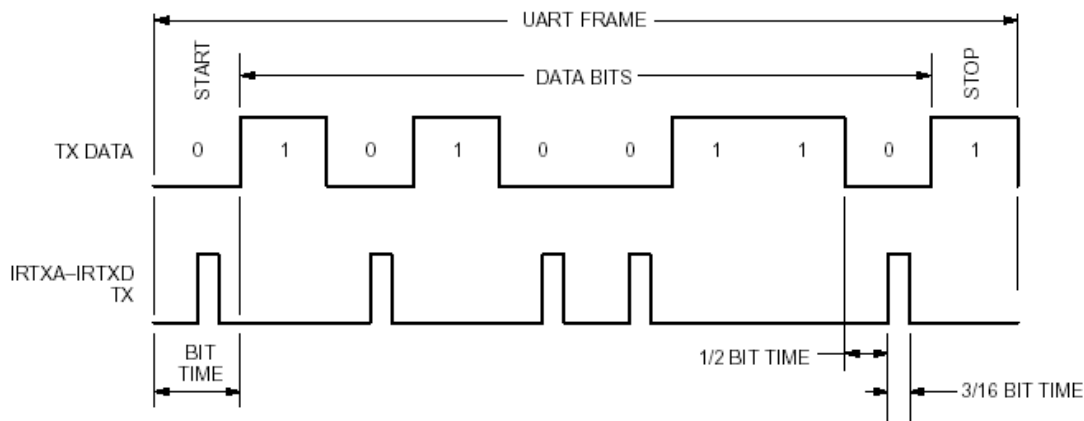 UART FRAME
START
DATA BITS
STOP
TX DATA
0 1 0 1 0 0 1 1 0 1
IRTXA–IRTXD
TX
BIT
TIME
1/2 BIT TIME
3/16 BIT TIME